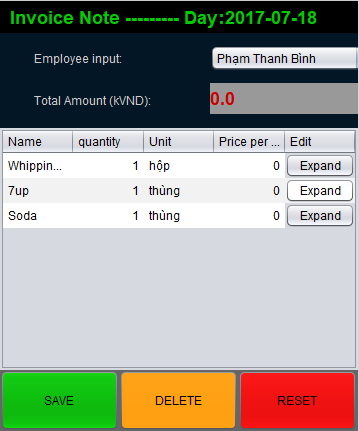 Invoice Note --------- Day:2017-07-18
Employee input: Phạm Thanh Bình
Total Amount (kVND): 0.0
Name quantity Unit Price per ... Edit
Whippin... 1 hộp 0 Expand
7up 1 thùng 0 Expand
Soda 1 thùng 0 Expand
SAVE DELETE RESET